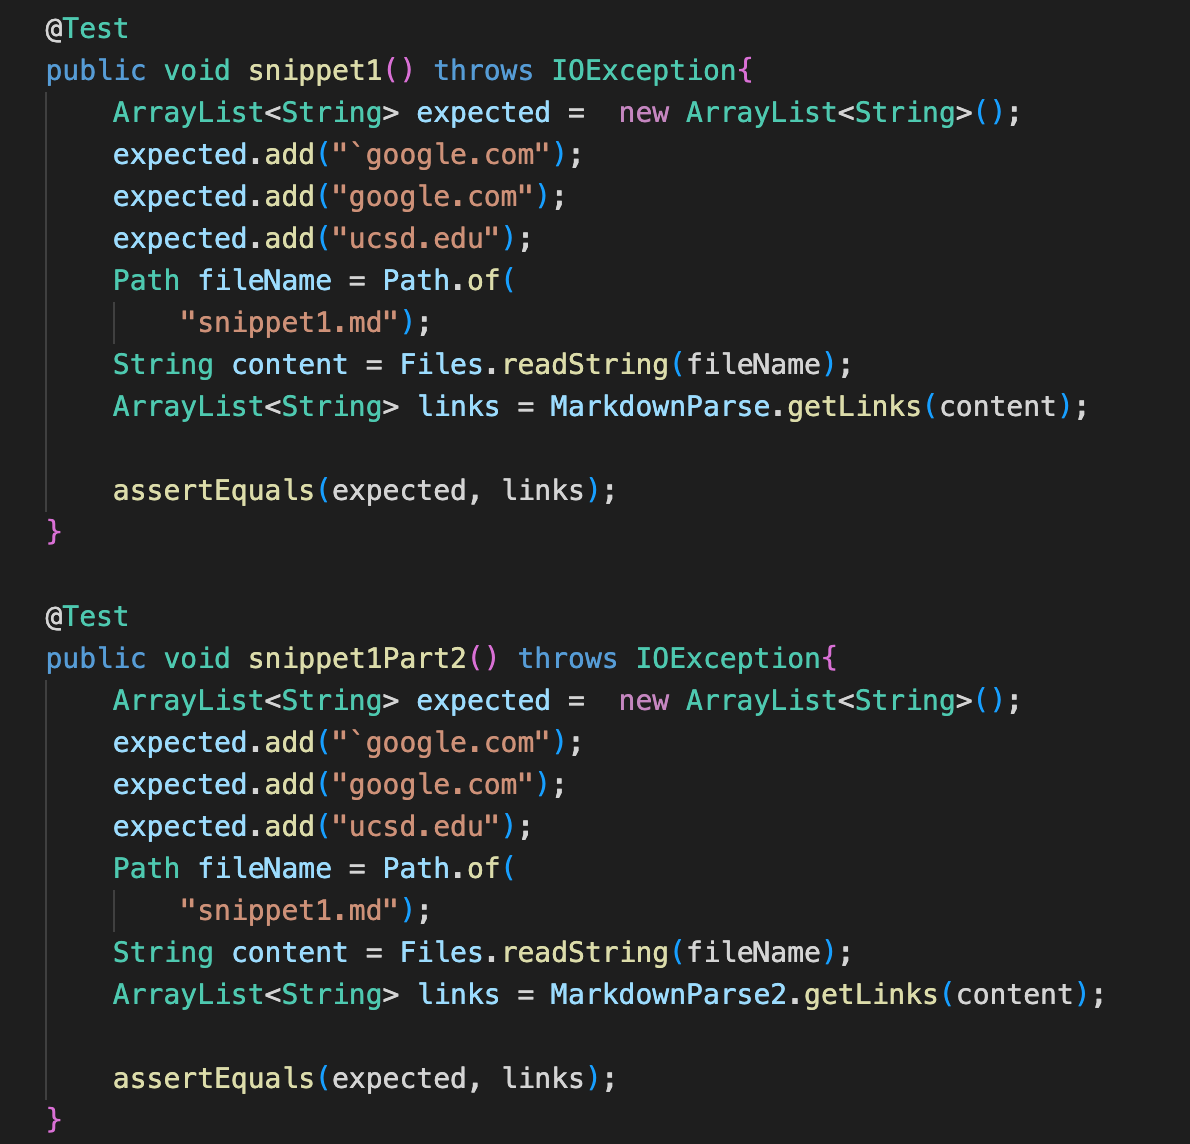 @Test
public void snippet1() throws IOException{
    ArrayList<String> expected =  new ArrayList<String>();
    expected.add("`google.com");
    expected.add("google.com");
    expected.add("ucsd.edu");
    Path fileName = Path.of(
        "snippet1.md");
    String content = Files.readString(fileName);
    ArrayList<String> links = MarkdownParse.getLinks(content);

    assertEquals(expected, links);
}

@Test
public void snippet1Part2() throws IOException{
    ArrayList<String> expected =  new ArrayList<String>();
    expected.add("`google.com");
    expected.add("google.com");
    expected.add("ucsd.edu");
    Path fileName = Path.of(
        "snippet1.md");
    String content = Files.readString(fileName);
    ArrayList<String> links = MarkdownParse2.getLinks(content);

    assertEquals(expected, links);
}